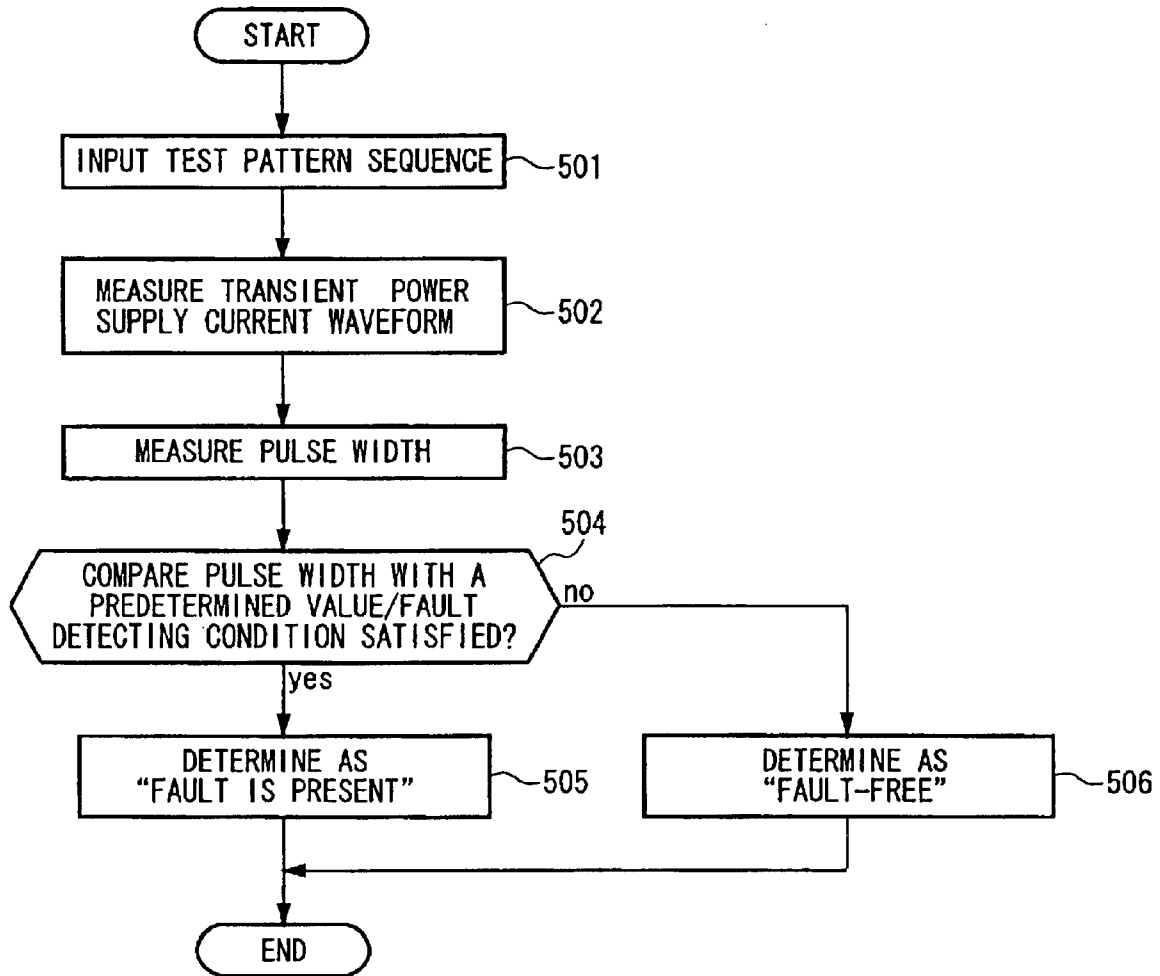 START
INPUT TEST PATTERN SEQUENCE
501
MEASURE TRANSIENT POWER
SUPPLY CURRENT WAVEFORM
502
MEASURE PULSE WIDTH
503
504
COMPARE PULSE WIDTH WITH A
PREDETERMINED VALUE/FAULT
DETECTING CONDITION SATISFIED?
no
yes
DETERMINE AS
“FAULT IS PRESENT”
505
DETERMINE AS
“FAULT-FREE”
506
END